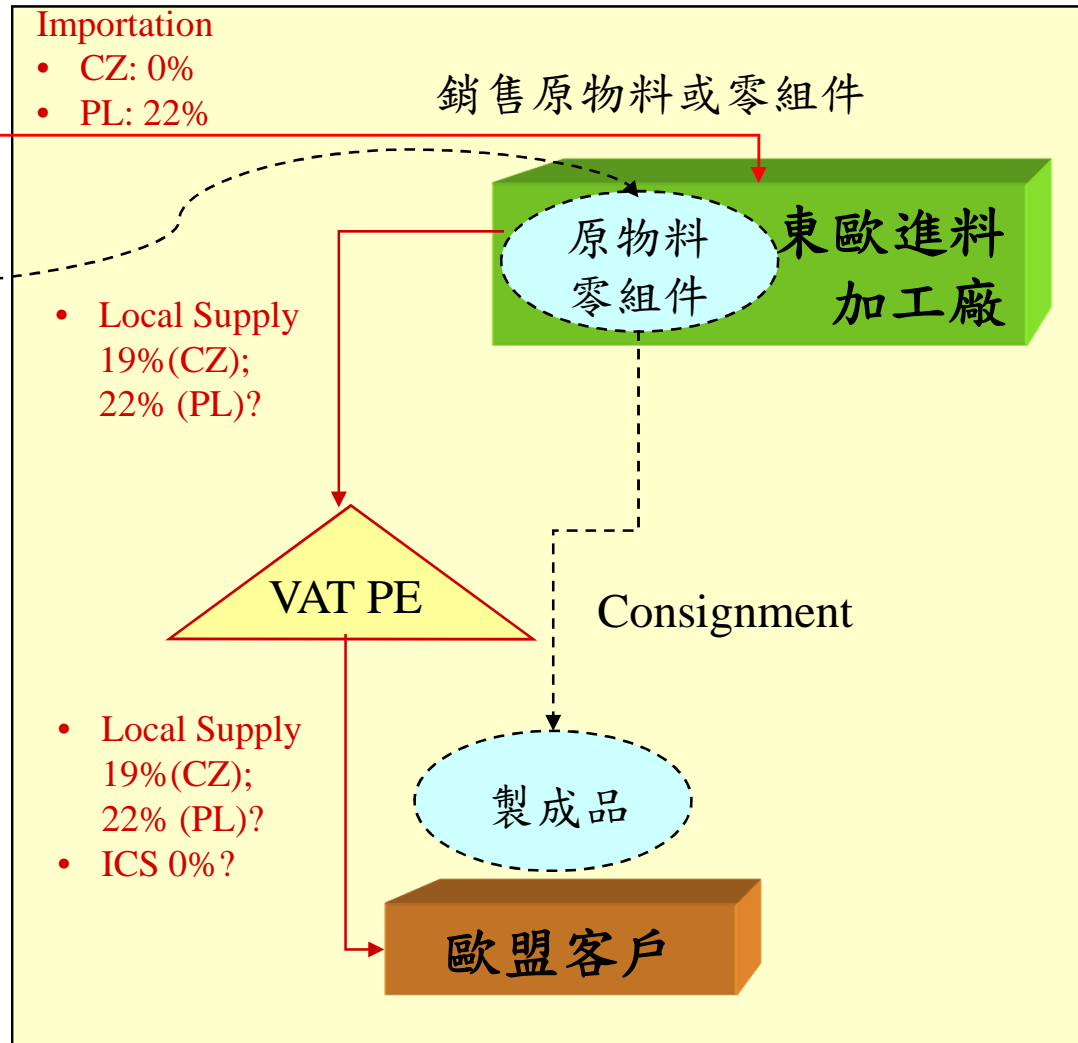 Importation
• CZ: 0%
• PL: 22%
銷售原物料或零組件
原物料
零組件
東歐進料
加工廠
• Local Supply
19%(CZ);
22% (PL)?
VAT PE
Consignment
• Local Supply
19%(CZ);
22% (PL)?
• ICS 0%?
製成品
歐盟客戶